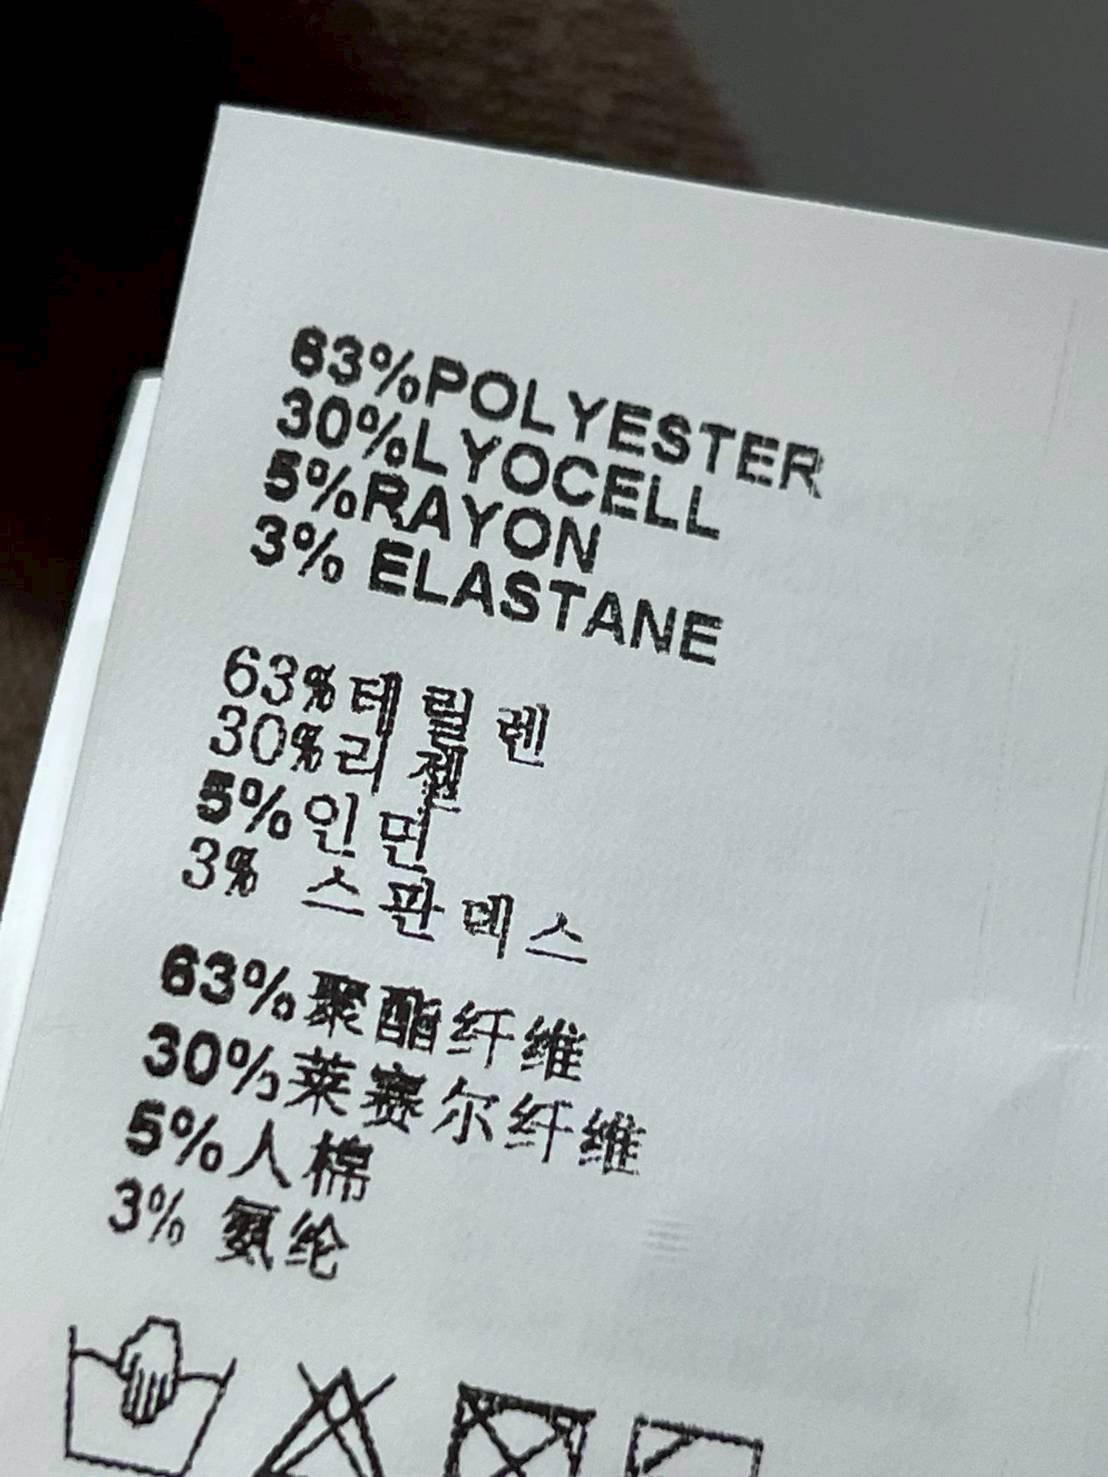 63%POLYESTER
30%LYOCELL
5%RAYON
3% ELASTANE
63%테릴렌
30%리젤
5%인면
3% 스판데스
63%聚酯纤维
30%莱赛尔纤维
5%人棉
3% 氨纶